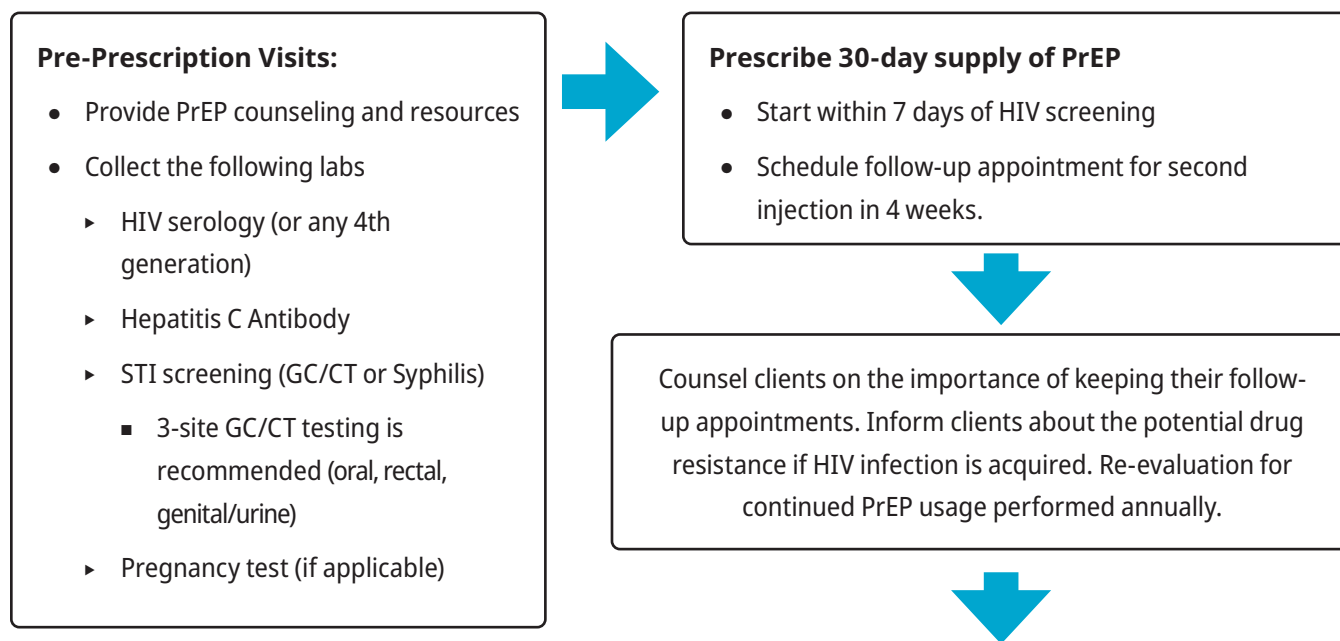 Pre-Prescription Visits:
● Provide PrEP counseling and resources
● Collect the following labs
▸ HIV serology (or any 4th
generation)
▸ Hepatitis C Antibody
▸ STI screening (GC/CT or Syphilis)
■ 3-site GC/CT testing is
recommended (oral, rectal,
genital/urine)
▸ Pregnancy test (if applicable)
Prescribe 30-day supply of PrEP
● Start within 7 days of HIV screening
● Schedule follow-up appointment for second
injection in 4 weeks.
Counsel clients on the importance of keeping their follow-
up appointments. Inform clients about the potential drug
resistance if HIV infection is acquired. Re-evaluation for
continued PrEP usage performed annually.